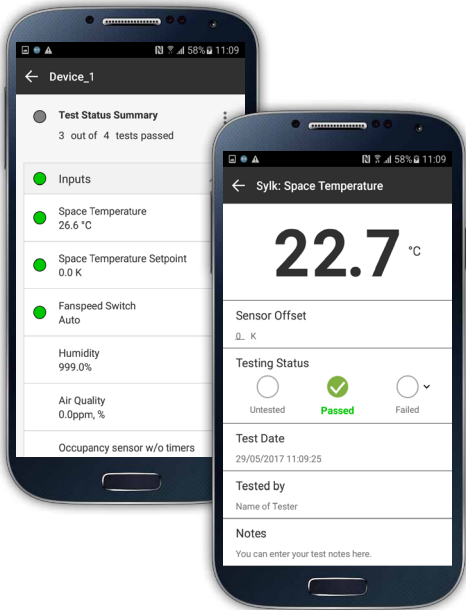 58% 11:09
Device_1
Test Status Summary
3 out of 4 tests passed
Inputs
Space Temperature
26.6 °C
Space Temperature Setpoint
0.0 K
Fanspeed Switch
Auto
Humidity
999.0%
Air Quality
0.0ppm, %
Occupancy sensor w/o timers
58% 11:09
Sylk: Space Temperature
22.7 °C
Sensor Offset
0 K
Testing Status
Untested Passed Failed
Test Date
29/05/2017 11:09:25
Tested by
Name of Tester
Notes
You can enter your test notes here.